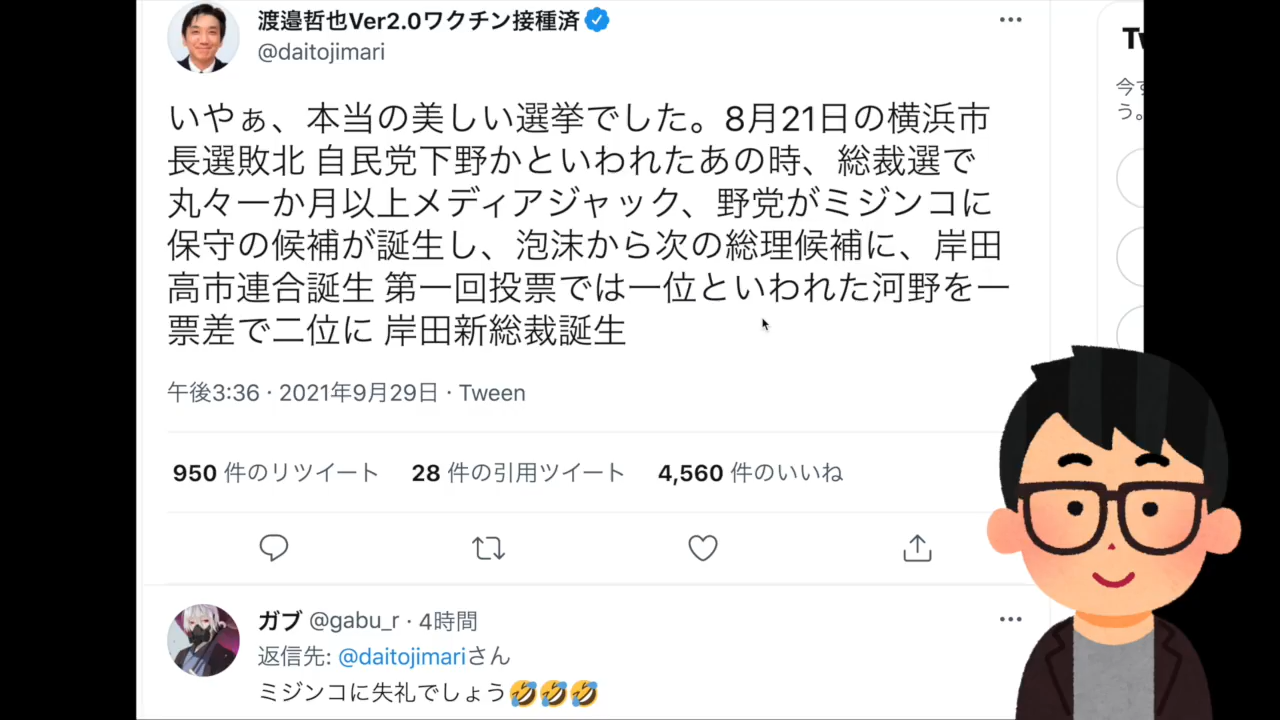 渡邉哲也Ver2.0ワクチン接種済
@daitojimari
いやぁ、本当の美しい選挙でした。8月21日の横浜市
長選敗北 自民党下野かといわれたあの時、総裁選で
丸々一か月以上メディアジャック、野党がミジンコに
保守の候補が誕生し、泡沫から次の総理候補に、岸田
高市連合誕生 第一回投票では一位といわれた河野を一
票差で二位に 岸田新総裁誕生
午後3:36 · 2021年9月29日 · Tween
950 件のリツイート 28 件の引用ツイート 4,560 件のいいね
ガブ @gabu_r · 4時間
返信先: @daitojimariさん
ミジンコに失礼でしょう🤣🤣🤣
Tw
今す
う。